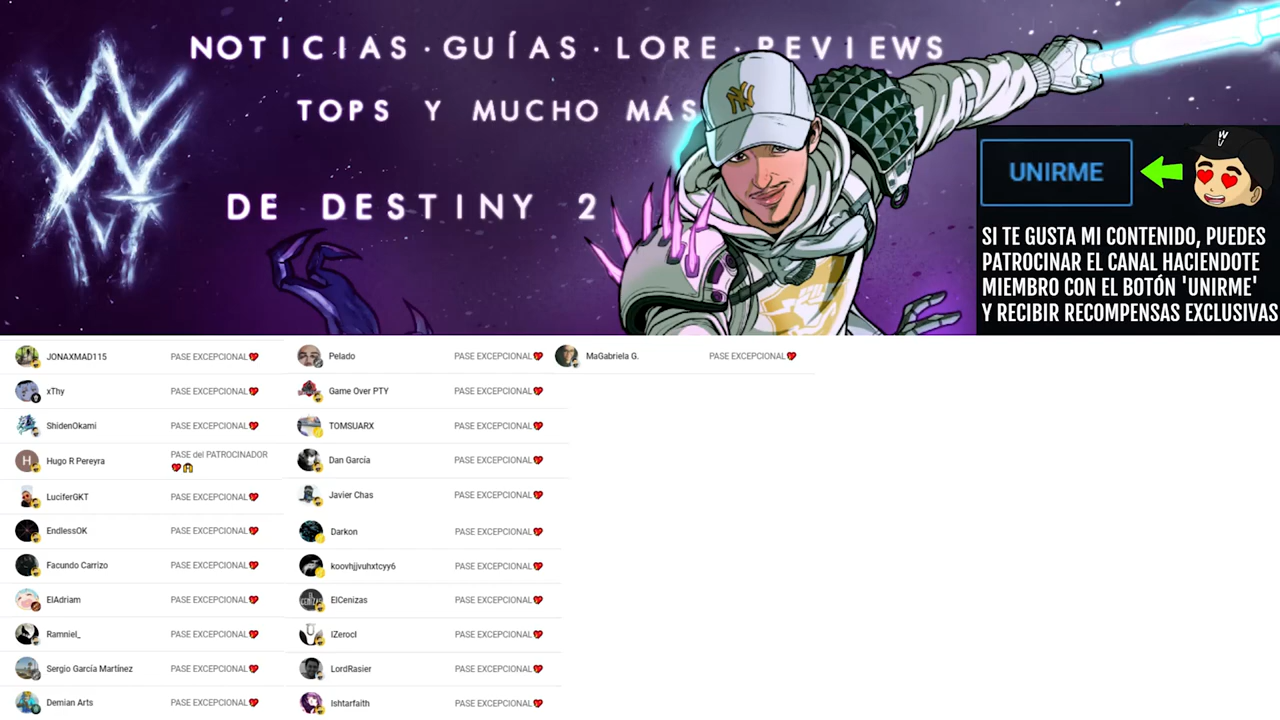 NOTICIAS · GUÍAS · LORE · REVIEWS
TOPS Y MUCHO MÁS
DE DESTINY 2
UNIRME
SI TE GUSTA MI CONTENIDO, PUEDES
PATROCINAR EL CANAL HACIENDOTE
MIEMBRO CON EL BOTÓN 'UNIRME'
Y RECIBIR RECOMPENSAS EXCLUSIVAS
JONAXMAD115 PASE EXCEPCIONAL
xThy PASE EXCEPCIONAL
ShidenOkami PASE EXCEPCIONAL
H Hugo R Pereyra PASE del PATROCINADOR
LuciferGKT PASE EXCEPCIONAL
EndlessOK PASE EXCEPCIONAL
Facundo Carrizo PASE EXCEPCIONAL
ElAdriam PASE EXCEPCIONAL
Ramniel_ PASE EXCEPCIONAL
Sergio García Martínez PASE EXCEPCIONAL
Demian Arts PASE EXCEPCIONAL
Pelado PASE EXCEPCIONAL
Game Over PTY PASE EXCEPCIONAL
TOMSUARX PASE EXCEPCIONAL
Dan García PASE EXCEPCIONAL
Javier Chas PASE EXCEPCIONAL
Darkon PASE EXCEPCIONAL
koovhjjvuhxtcyy6 PASE EXCEPCIONAL
ElCenizas PASE EXCEPCIONAL
IZerocI PASE EXCEPCIONAL
LordRasier PASE EXCEPCIONAL
Ishtarfaith PASE EXCEPCIONAL
MaGabriela G. PASE EXCEPCIONAL